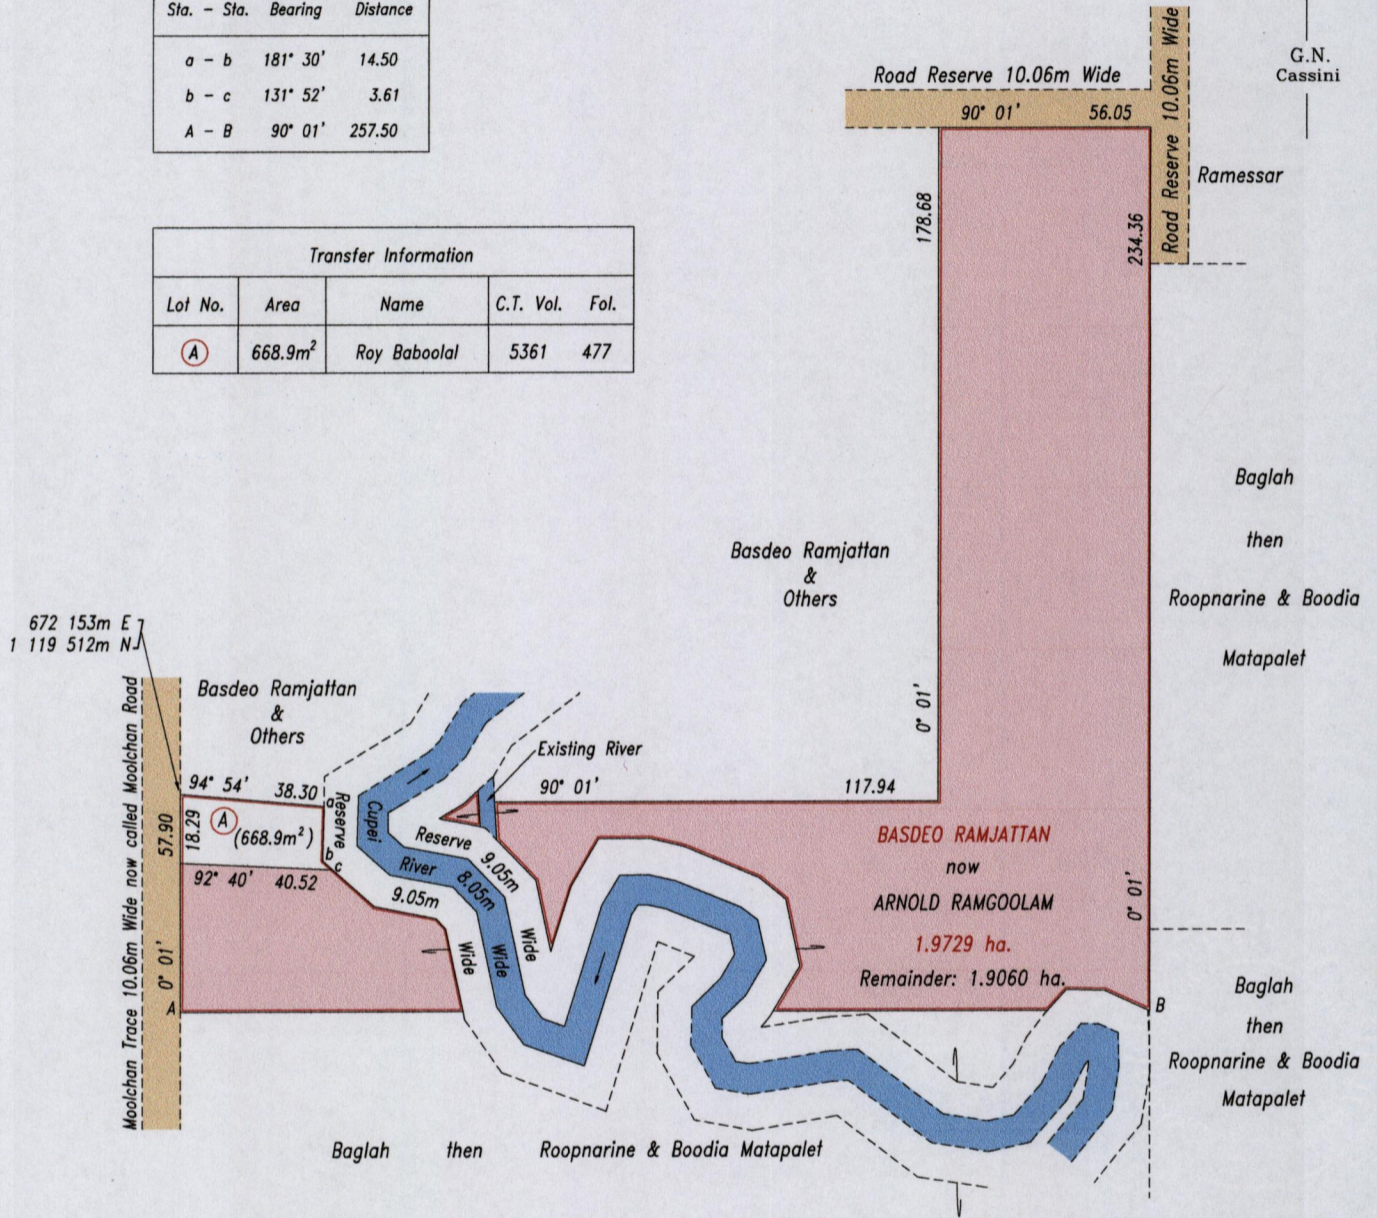 Sta. - Sta. Bearing Distance
a - b 181° 30' 14.50
b - c 131° 52' 3.61
A - B 90° 01' 257.50
Transfer Information
Lot No. Area Name C.T. Vol. Fol.
A 668.9m² Roy Baboolal 5361 477
G.N.
Cassini
Road Reserve 10.06m Wide
90° 01' 56.05
Road Reserve 10.06m Wide
Ramessar
178.68
234.36
Baglah
then
Roopnarine & Boodia
Matapalet
Basdeo Ramjattan
&
Others
0° 01'
672 153m E
1 119 512m N
Moolchan Trace 10.06m Wide now called Moolchan Road
Basdeo Ramjattan
&
Others
Existing River
94° 54' 38.30
90° 01' 117.94
57.90
18.29
A
(668.9m²)
a
b
c
Reserve
Cupei
Reserve 9.05m
River 8.05m
92° 40' 40.52
9.05m
Wide
Wide
Wide
0° 01'
A
BASDEO RAMJATTAN
now
ARNOLD RAMGOOLAM
1.9729 ha.
Remainder: 1.9060 ha.
0° 01'
B
Baglah
then
Roopnarine & Boodia
Matapalet
Baglah then Roopnarine & Boodia Matapalet